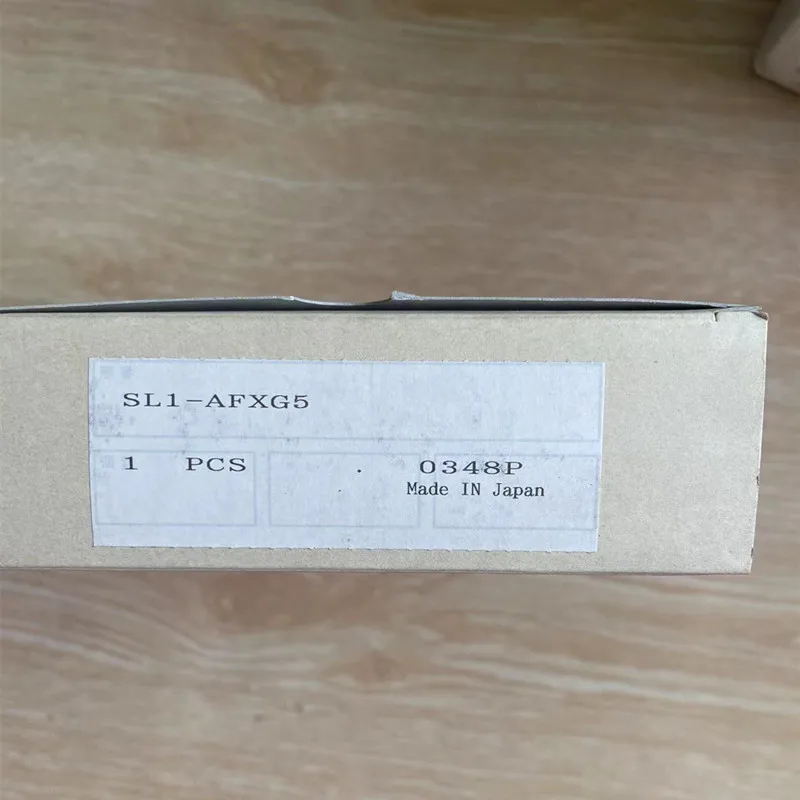 SL1-AFXG5
1 PCS 0348P
Made IN Japan